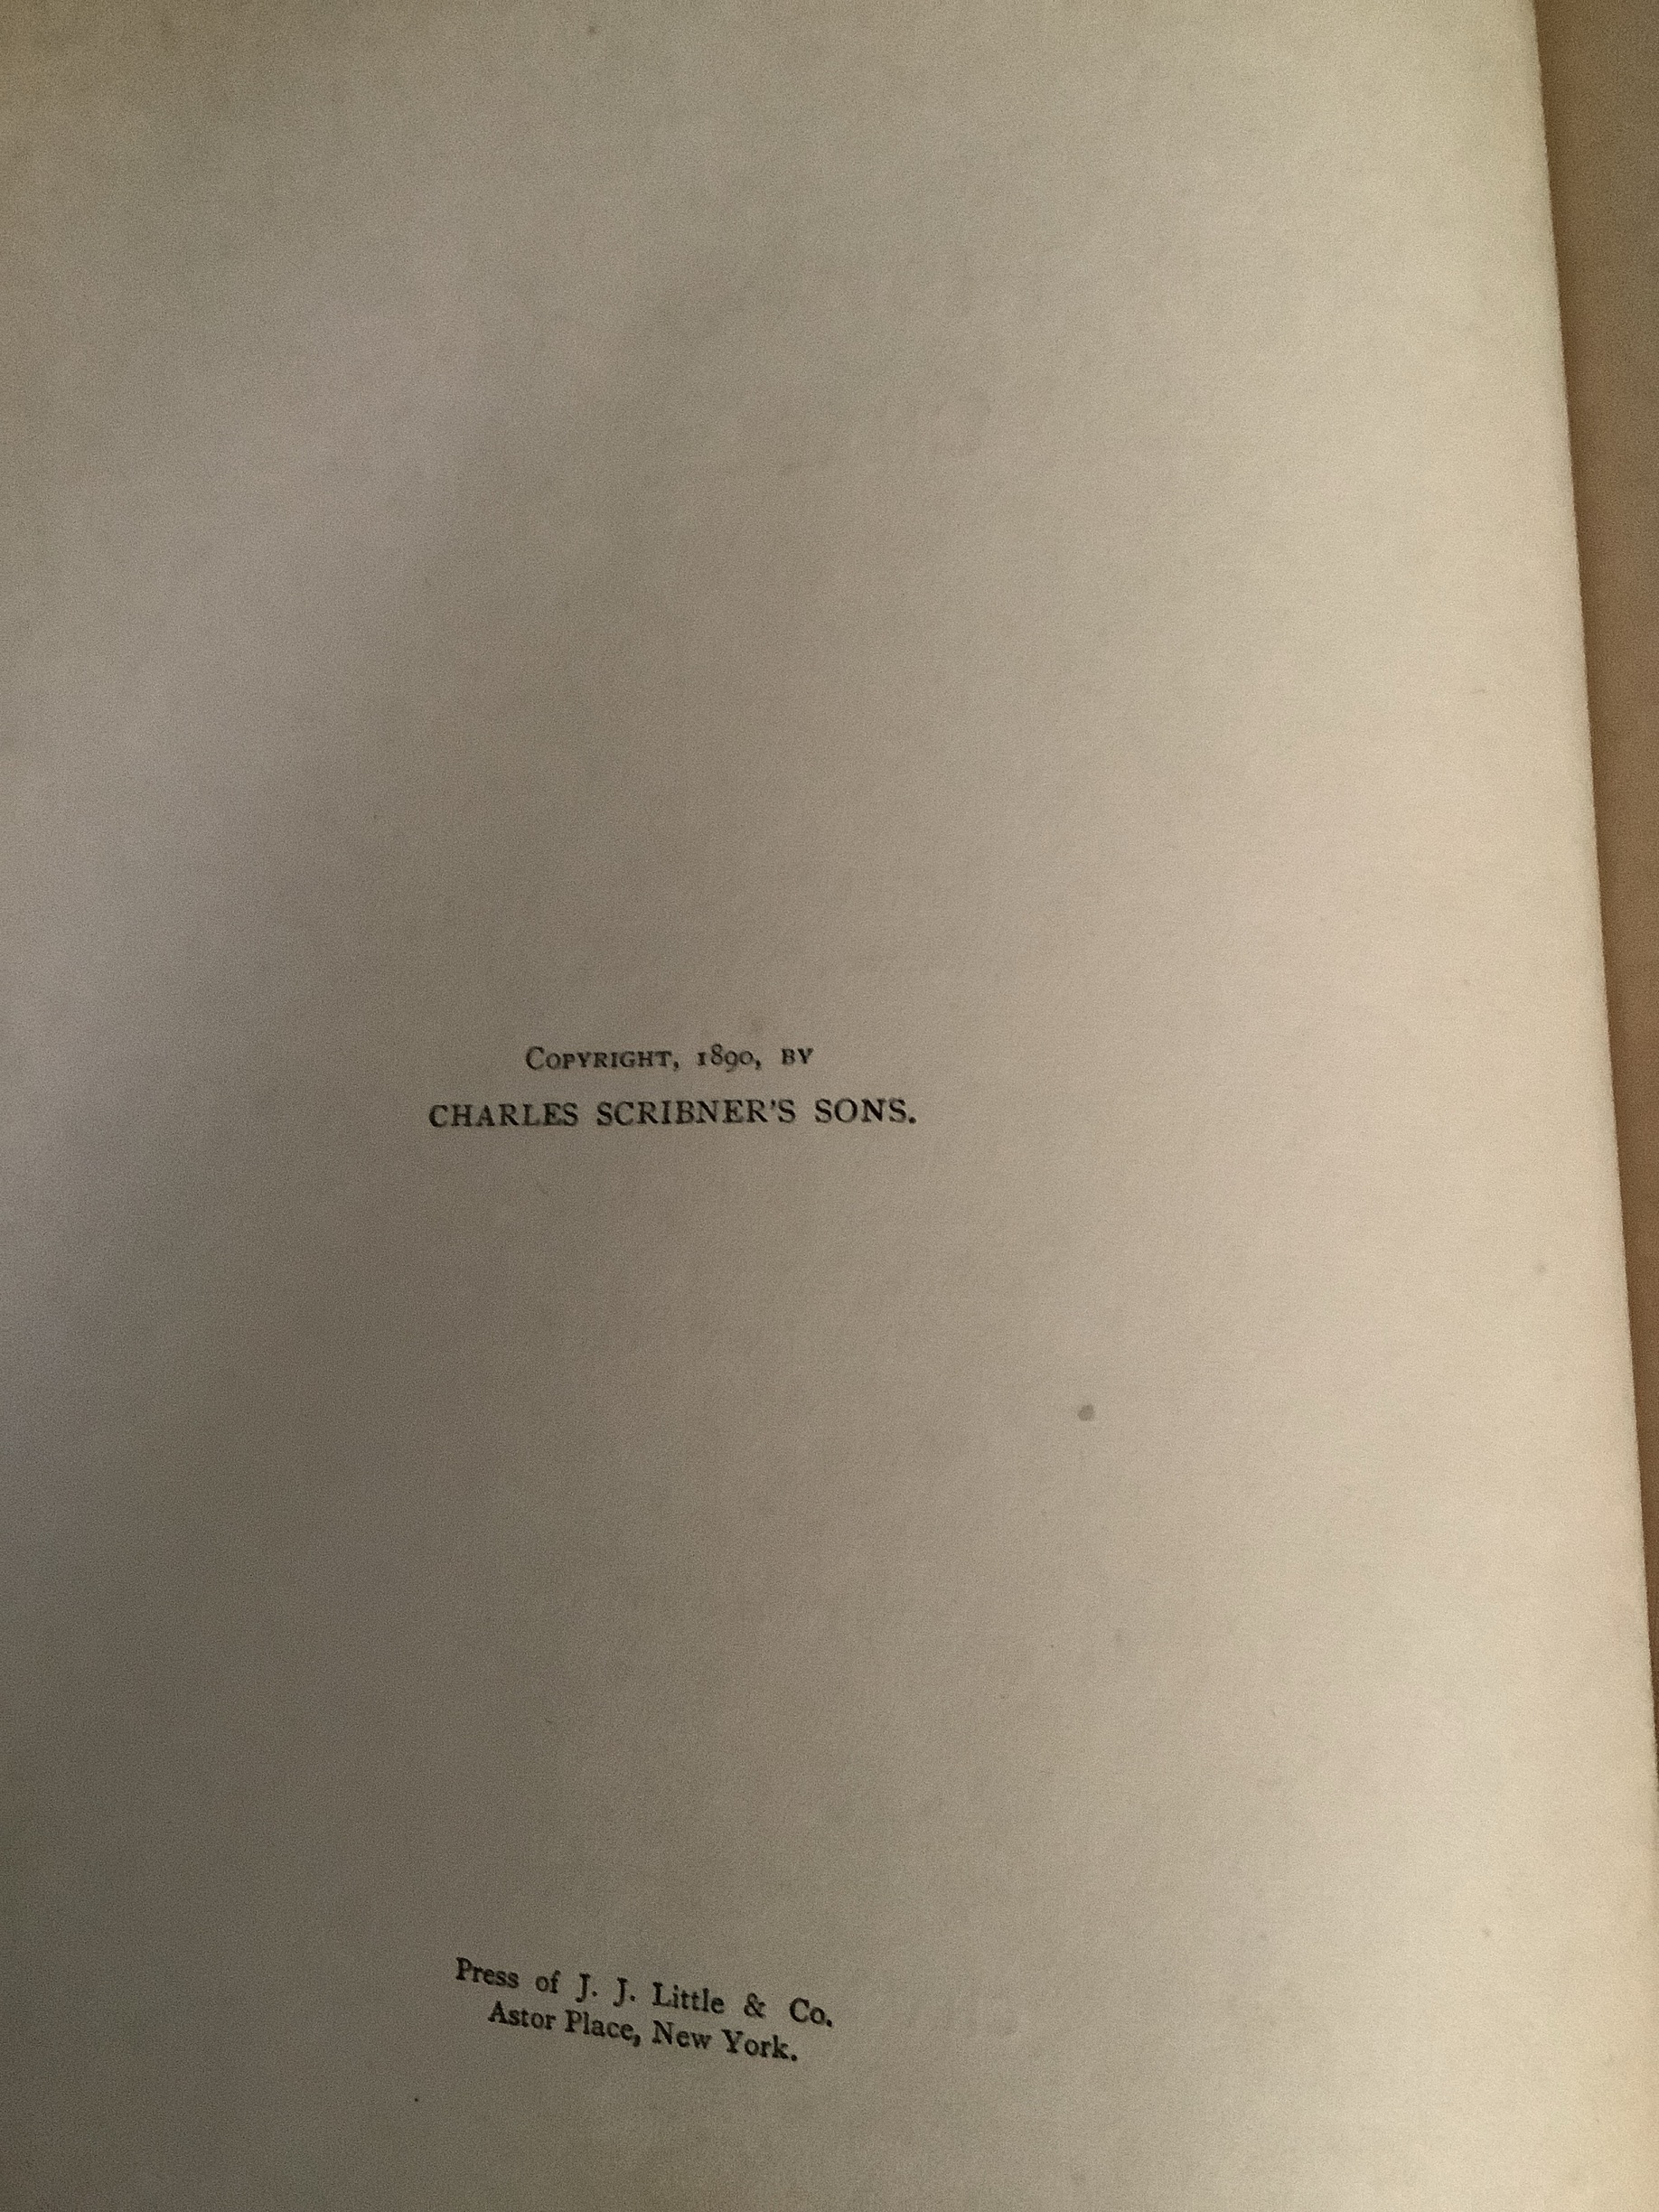 Copyright, 1890, by
CHARLES SCRIBNER'S SONS.
Press of J. J. Little & Co.
Astor Place, New York.